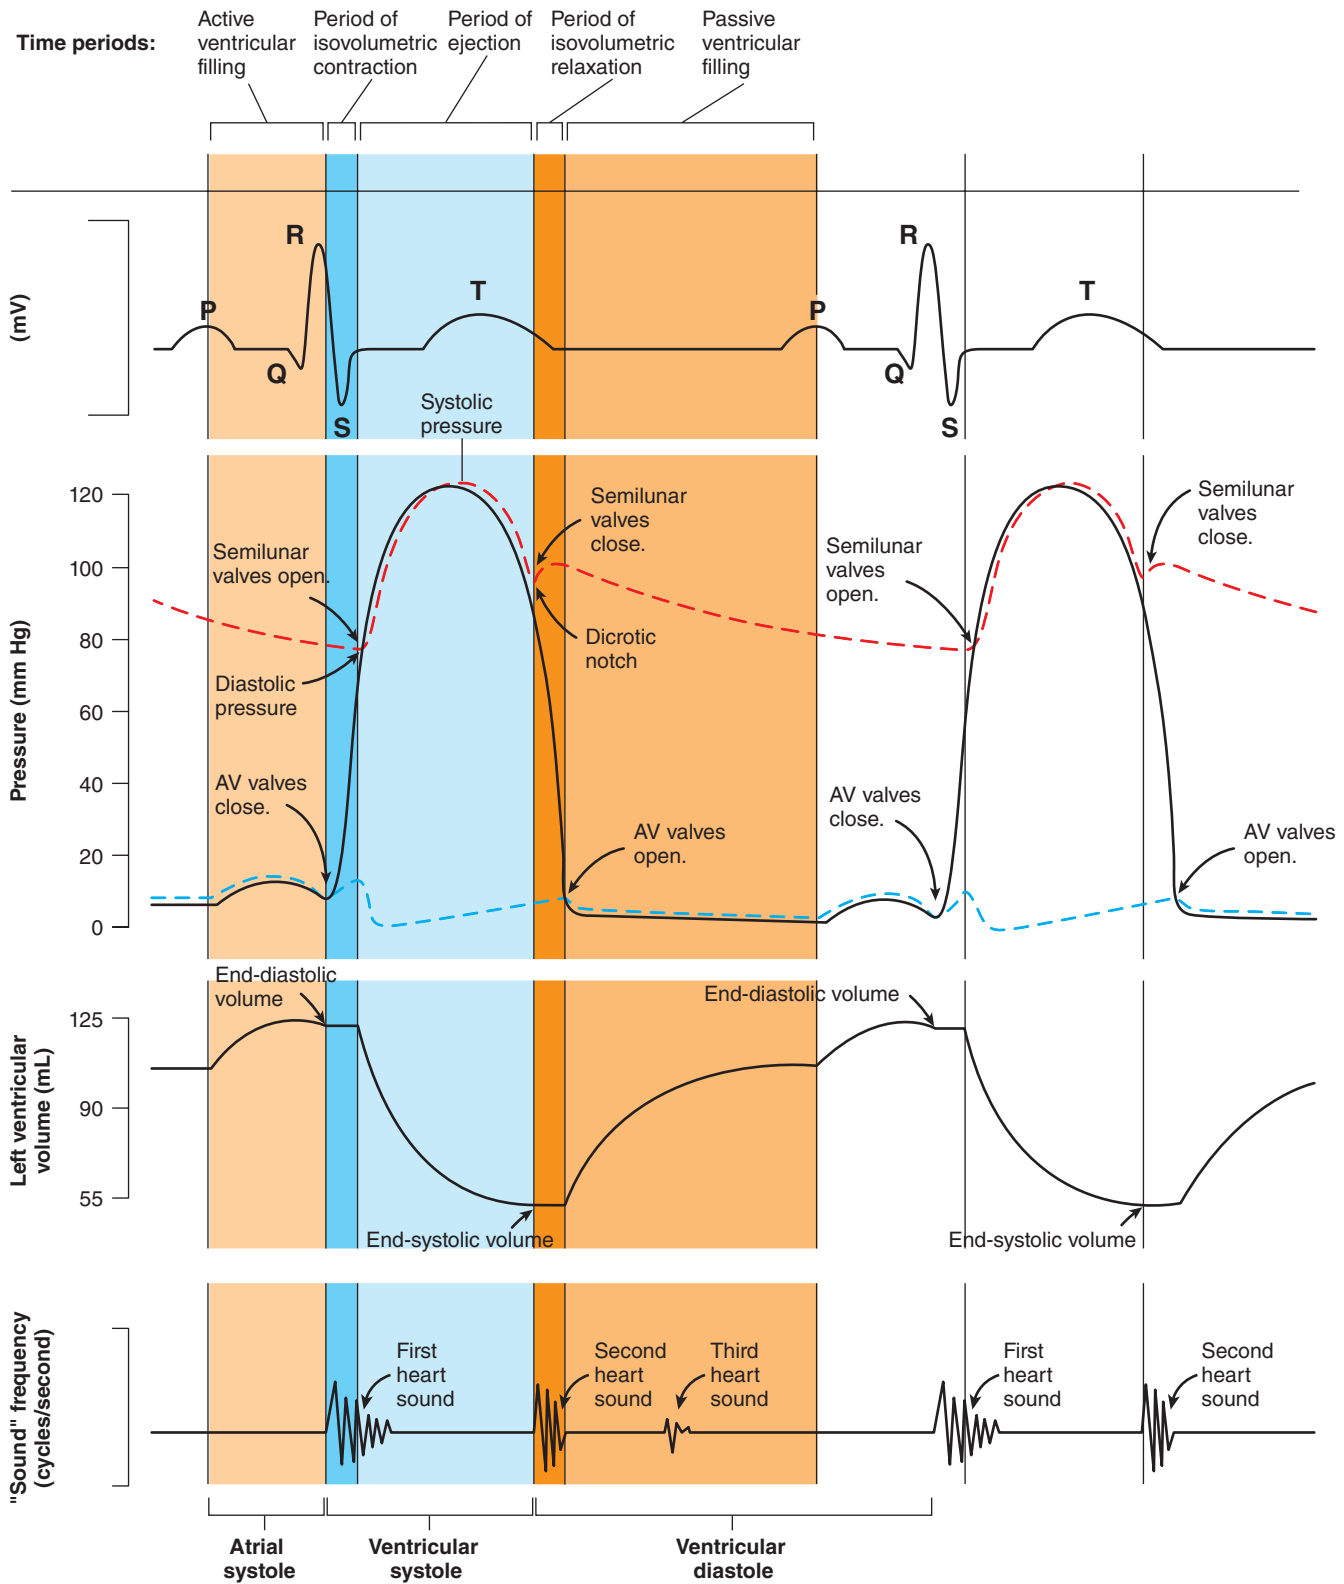 Time periods:
Active
ventricular
filling
Period of
isovolumetric
contraction
Period of
ejection
Period of
isovolumetric
relaxation
Passive
ventricular
filling
(mV)
P
Q
R
S
T
P
Q
R
S
T
Pressure (mm Hg)
120
100
80
60
40
20
0
Systolic
pressure
Semilunar
valves open.
Diastolic
pressure
AV valves
close.
Semilunar
valves
close.
Dicrotic
notch
AV valves
open.
Semilunar
valves
open.
AV valves
close.
Semilunar
valves
close.
AV valves
open.
Left ventricular
volume (mL)
125
90
55
End-diastolic
volume
End-systolic volume
End-diastolic volume
End-systolic volume
"Sound" frequency
(cycles/second)
First
heart
sound
Second
heart
sound
Third
heart
sound
First
heart
sound
Second
heart
sound
Atrial
systole
Ventricular
systole
Ventricular
diastole